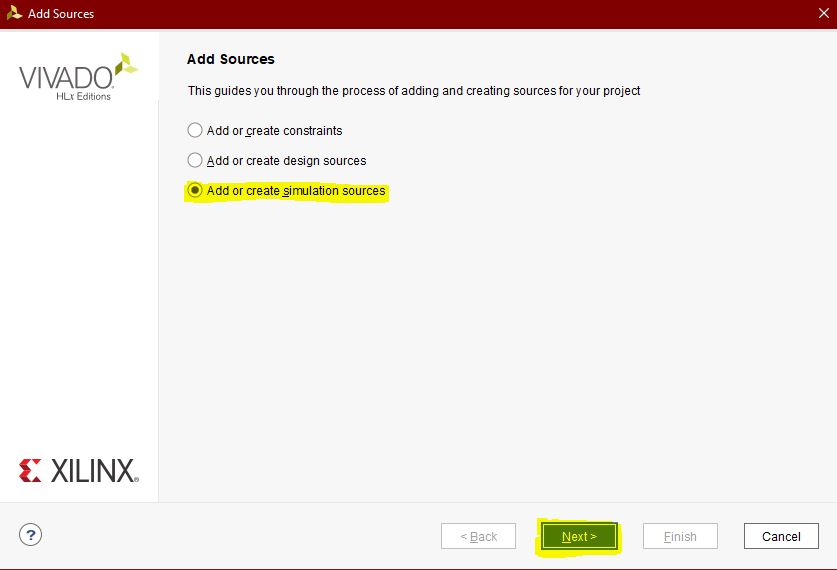 Add Sources
VIVADO
HLx Editions
Add Sources
This guides you through the process of adding and creating sources for your project
Add or create constraints
Add or create design sources
Add or create simulation sources
XILINX®
?
< Back
Next >
Finish
Cancel